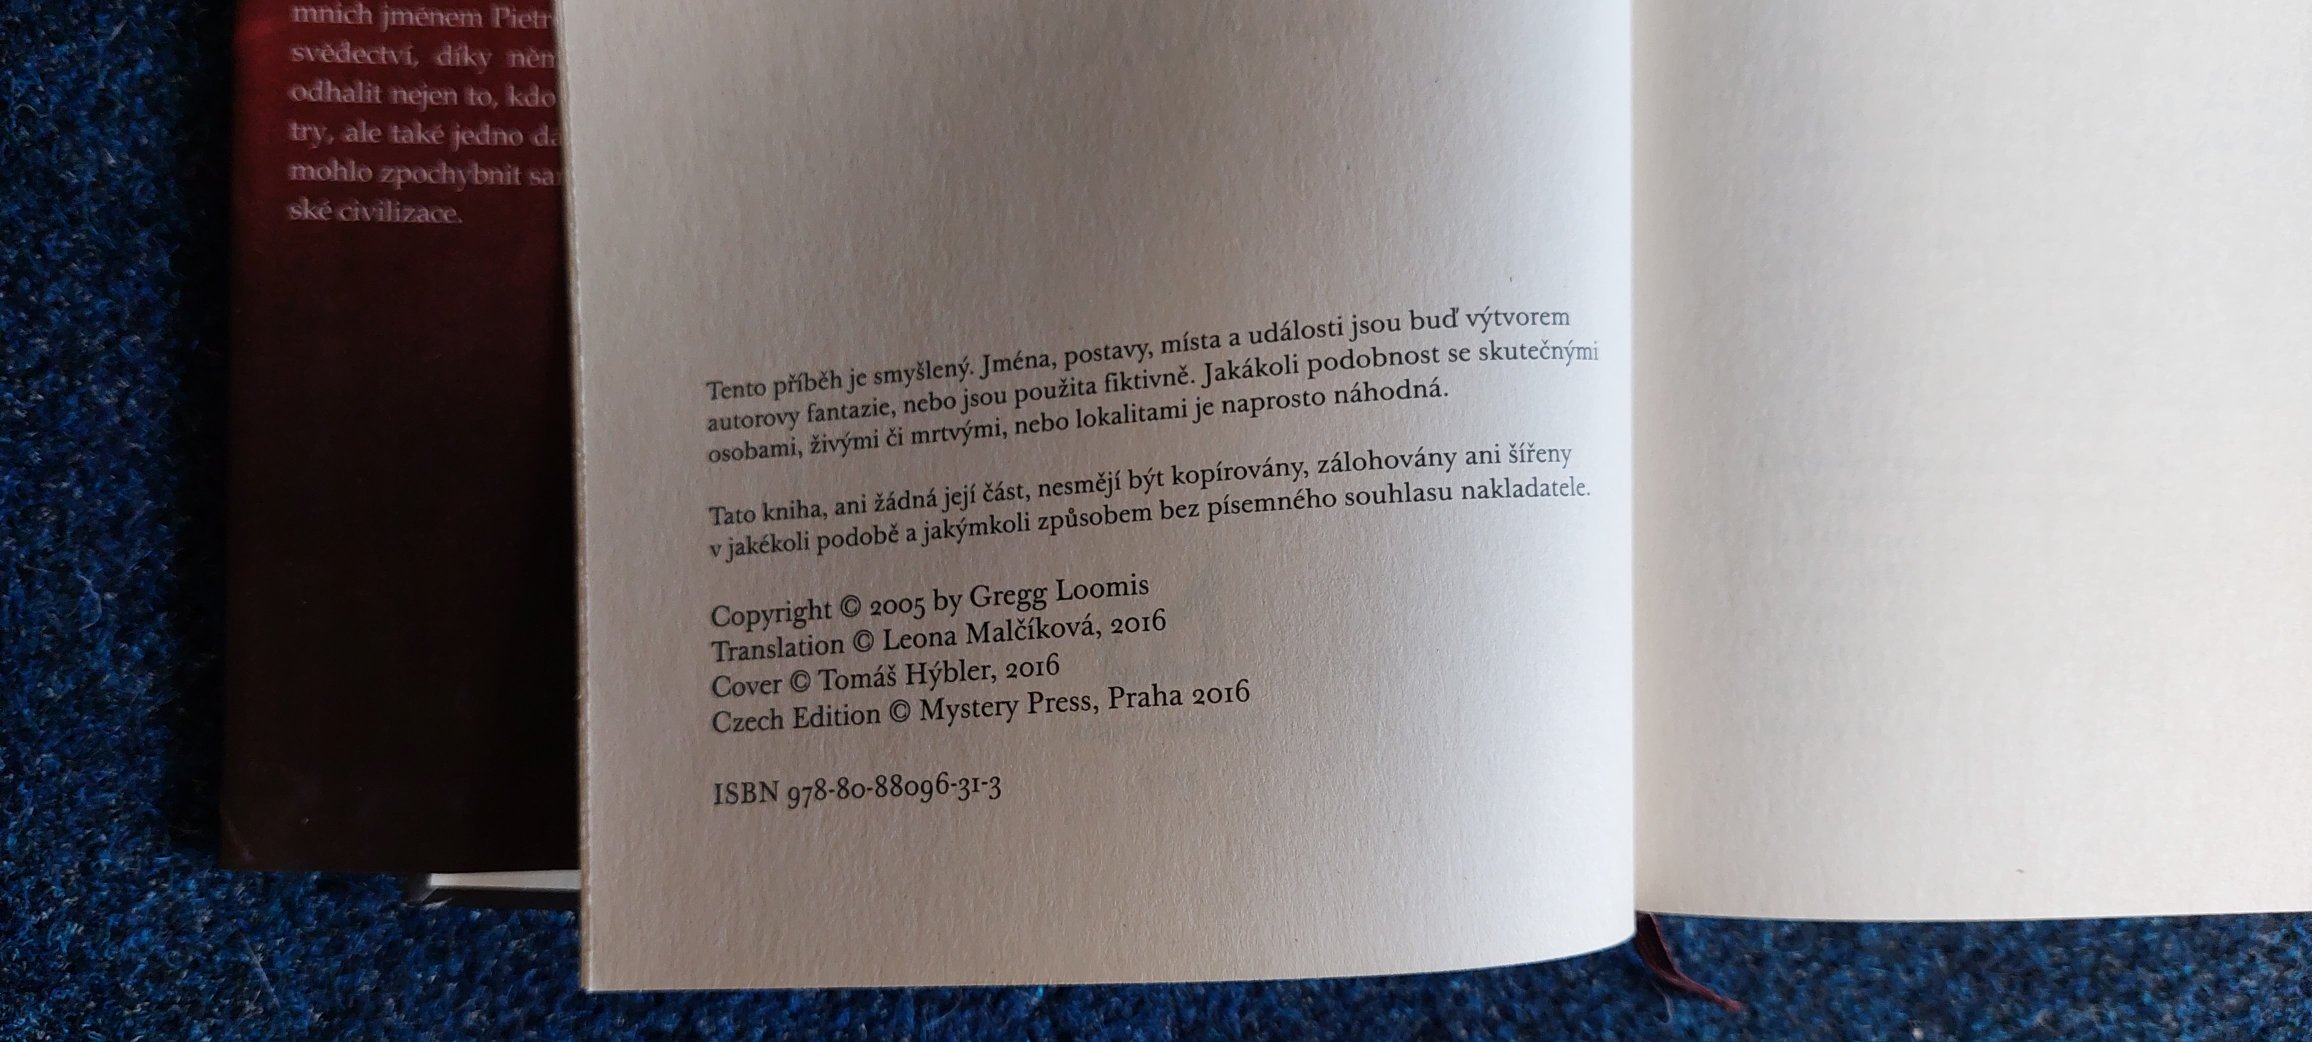 mnich jménem
svědectví, díky
odhalit nejen to, kdo
try, ale také jedno
mohlo zpochybnit
ské civilizace.
Tento příběh je smyšlený. Jména, postavy, místa a události jsou buď výtvorem
autorovy fantazie, nebo jsou použita fiktivně. Jakákoli podobnost se skutečnými
osobami, živými či mrtvými, nebo lokalitami je naprosto náhodná.
Tato kniha, ani žádná její část, nesmějí být kopírovány, zálohovány ani šířeny
v jakékoli podobě a jakýmkoli způsobem bez písemného souhlasu nakladatele.
Copyright © 2005 by Gregg Loomis
Translation © Leona Malčíková, 2016
Cover © Tomáš Hýbler, 2016
Czech Edition © Mystery Press, Praha 2016
ISBN 978-80-88096-31-3